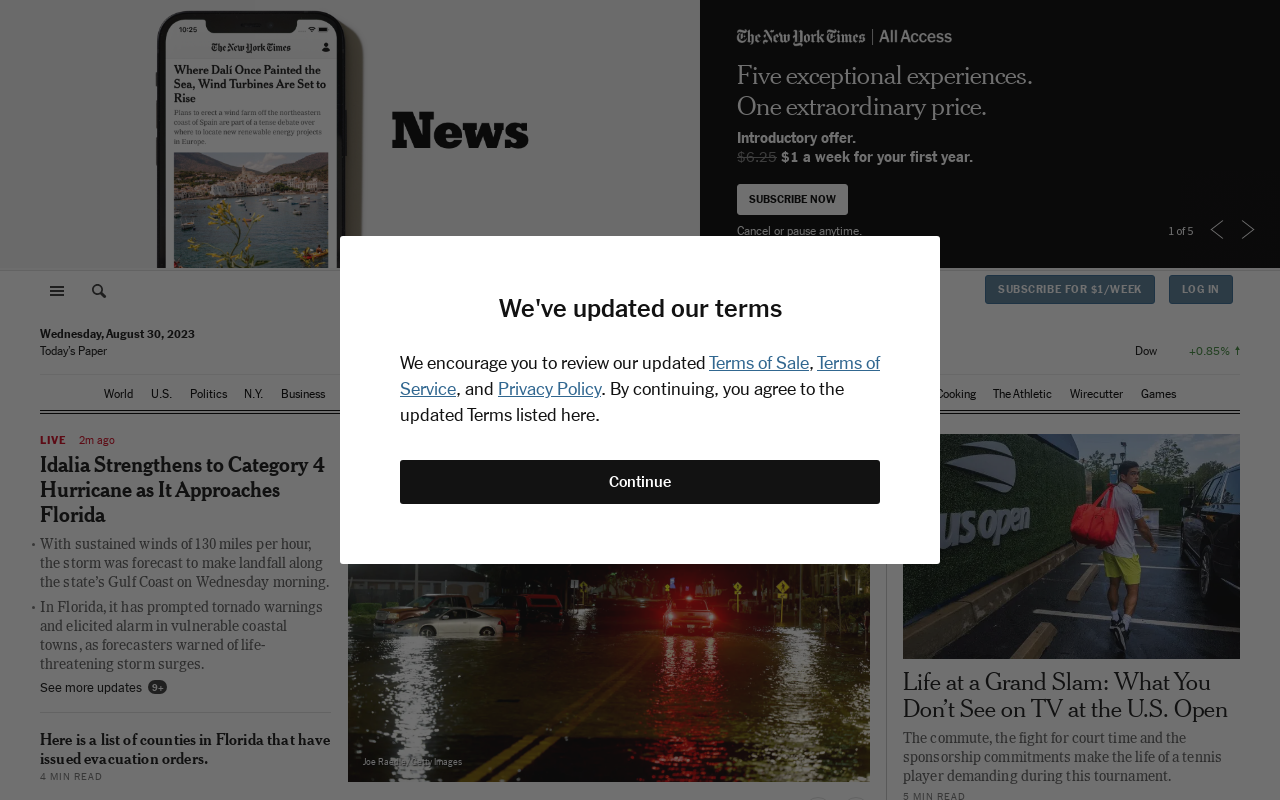 10:25
The New York Times
Where Dalí Once Painted the
Sea, Wind Turbines Are Set to
Rise
Plans to erect a wind farm off the northeastern
coast of Spain are part of a tense debate over
where to locate new renewable energy projects
in Europe.
News
The New York Times | All Access
Five exceptional experiences.
One extraordinary price.
Introductory offer.
$6.25 $1 a week for your first year.
SUBSCRIBE NOW
Cancel or pause anytime.
1 of 5
SUBSCRIBE FOR $1/WEEK
LOG IN
Wednesday, August 30, 2023
Today's Paper
Dow +0.85% ↑
World U.S. Politics N.Y. Business
Cooking The Athletic Wirecutter Games
We've updated our terms
We encourage you to review our updated Terms of Sale, Terms of
Service, and Privacy Policy. By continuing, you agree to the
updated Terms listed here.
Continue
LIVE 2m ago
Idalia Strengthens to Category 4
Hurricane as It Approaches
Florida
• With sustained winds of 130 miles per hour,
the storm was forecast to make landfall along
the state's Gulf Coast on Wednesday morning.
• In Florida, it has prompted tornado warnings
and elicited alarm in vulnerable coastal
towns, as forecasters warned of life-
threatening storm surges.
See more updates 9+
Here is a list of counties in Florida that have
issued evacuation orders.
4 MIN READ
Joe Raedle/Getty Images
us open
Life at a Grand Slam: What You
Don't See on TV at the U.S. Open
The commute, the fight for court time and the
sponsorship commitments make the life of a tennis
player demanding during this tournament.
5 MIN READ